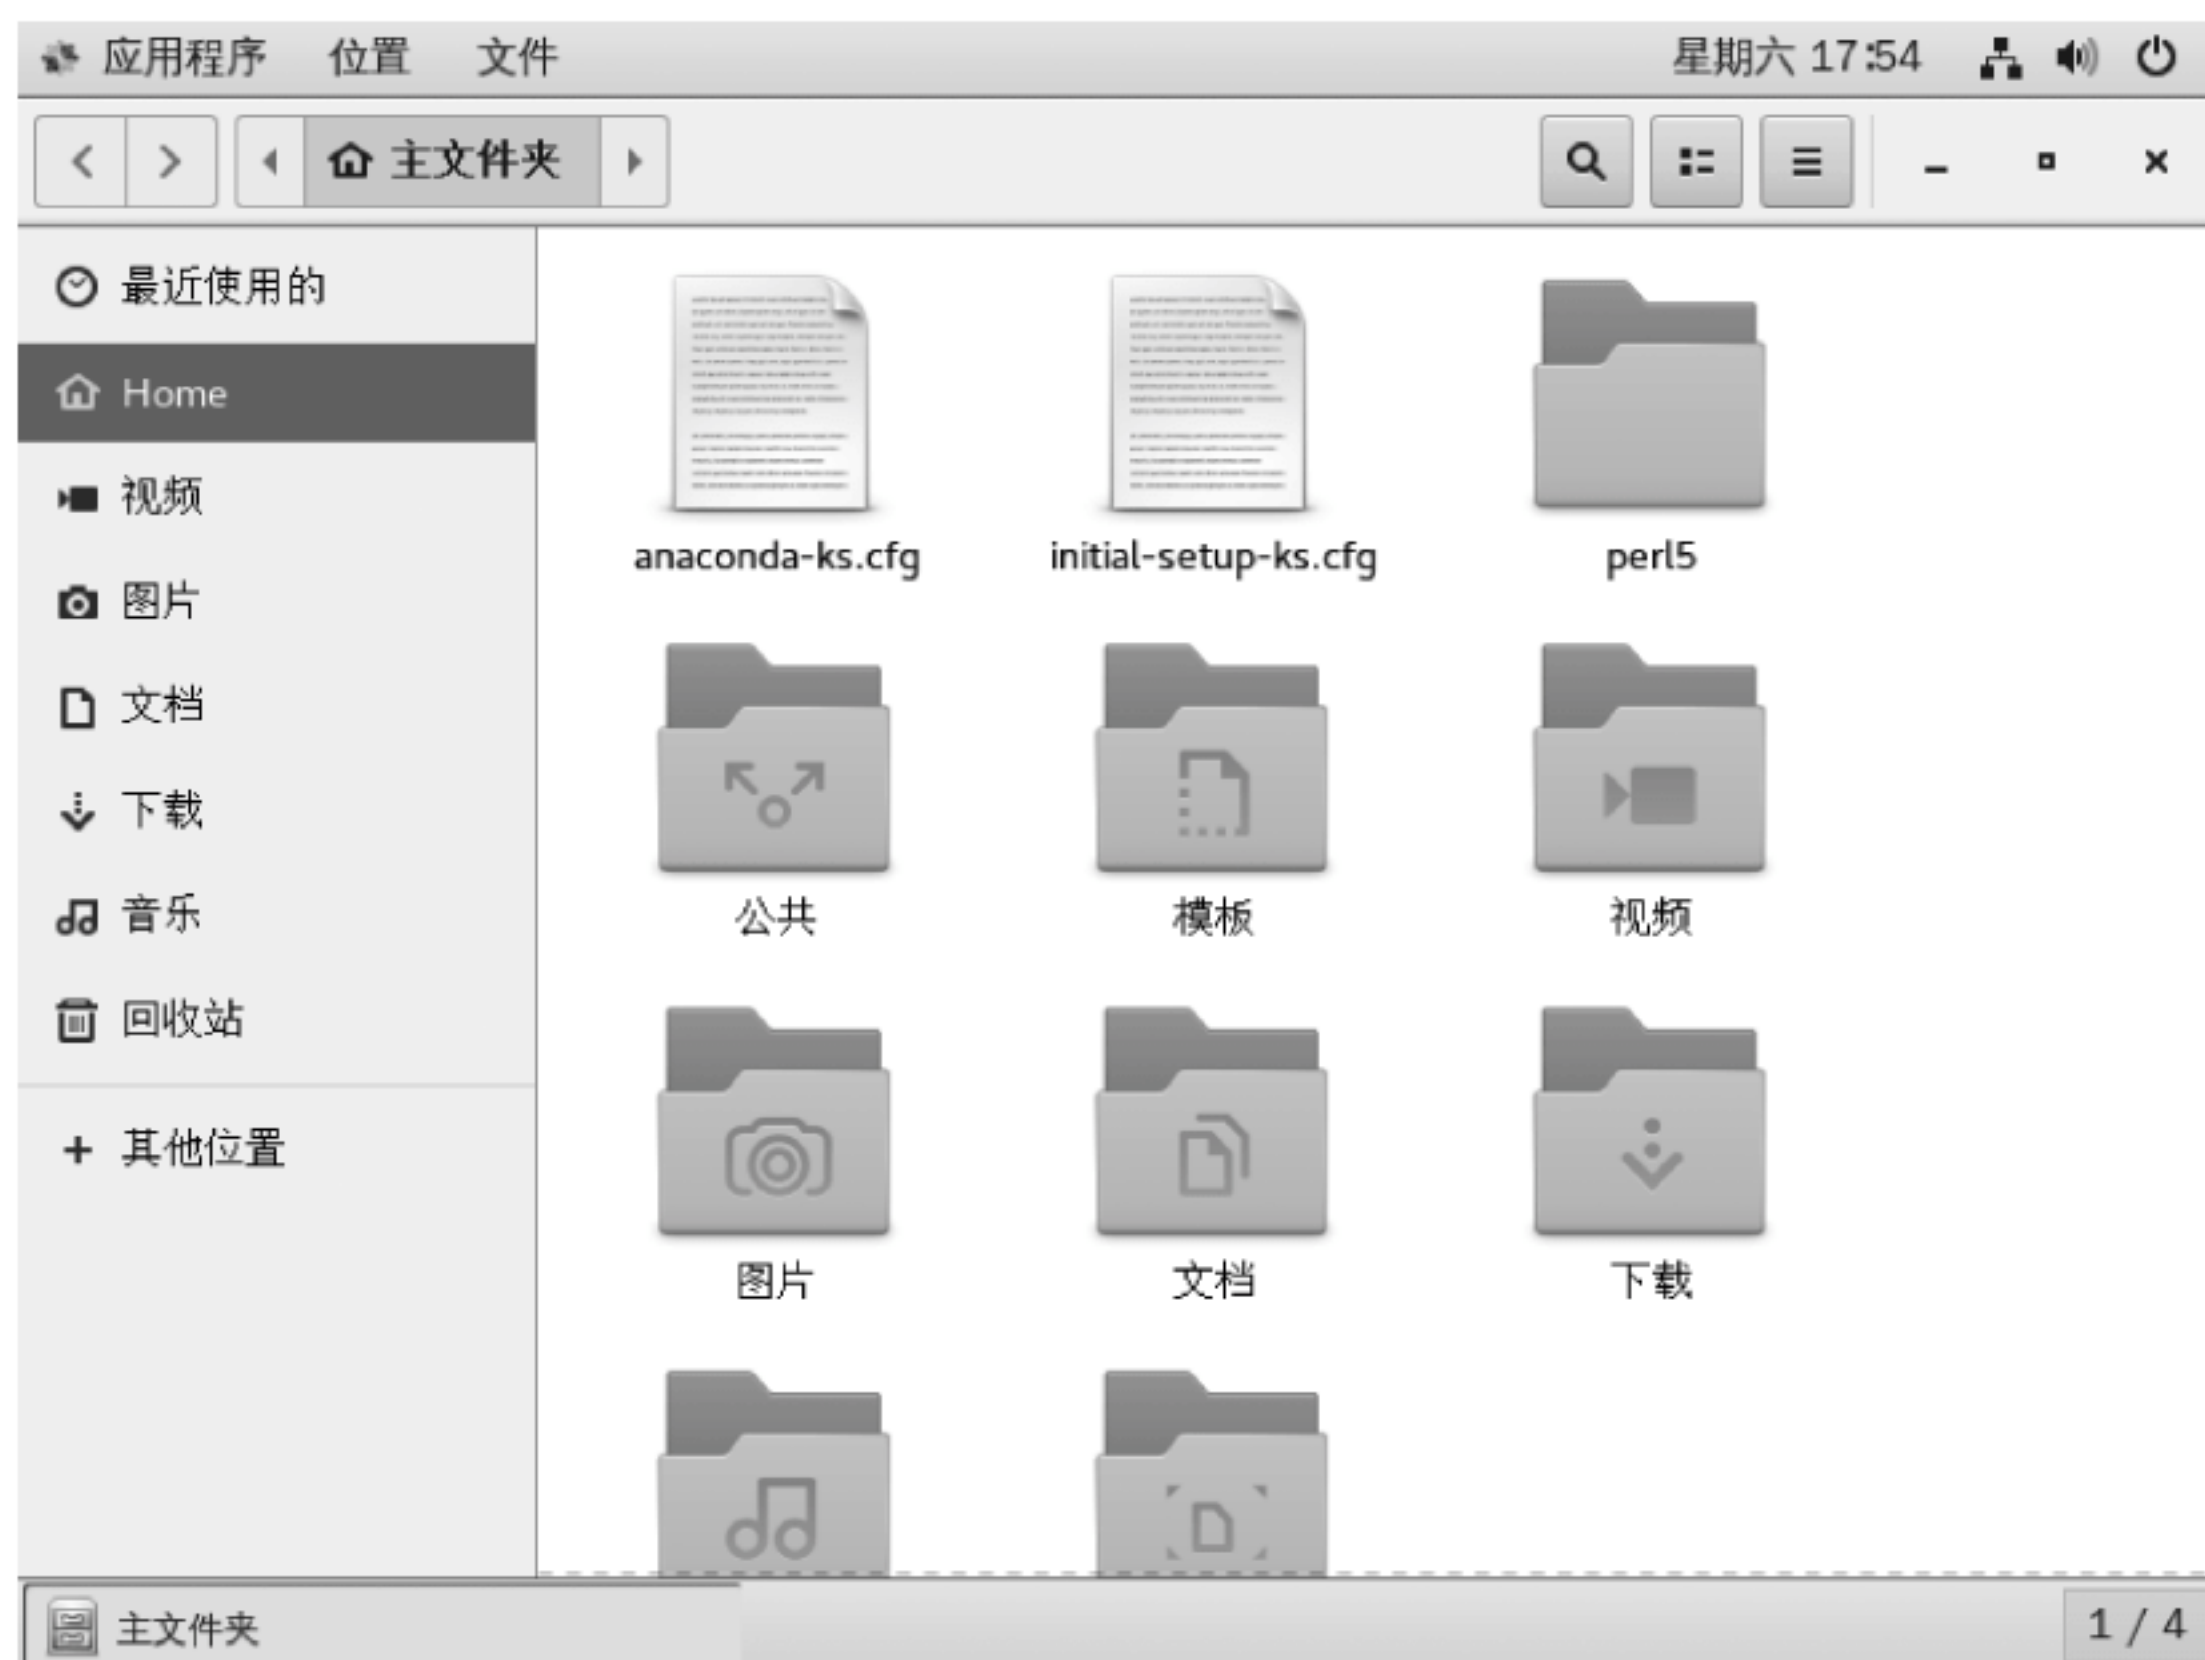 应用程序 位置 文件 星期六 17:54
主文件夹
最近使用的
Home
视频
图片
文档
下载
音乐
回收站
其他位置
anaconda-ks.cfg initial-setup-ks.cfg perl5
公共 模板 视频
图片 文档 下载
主文件夹 1 / 4